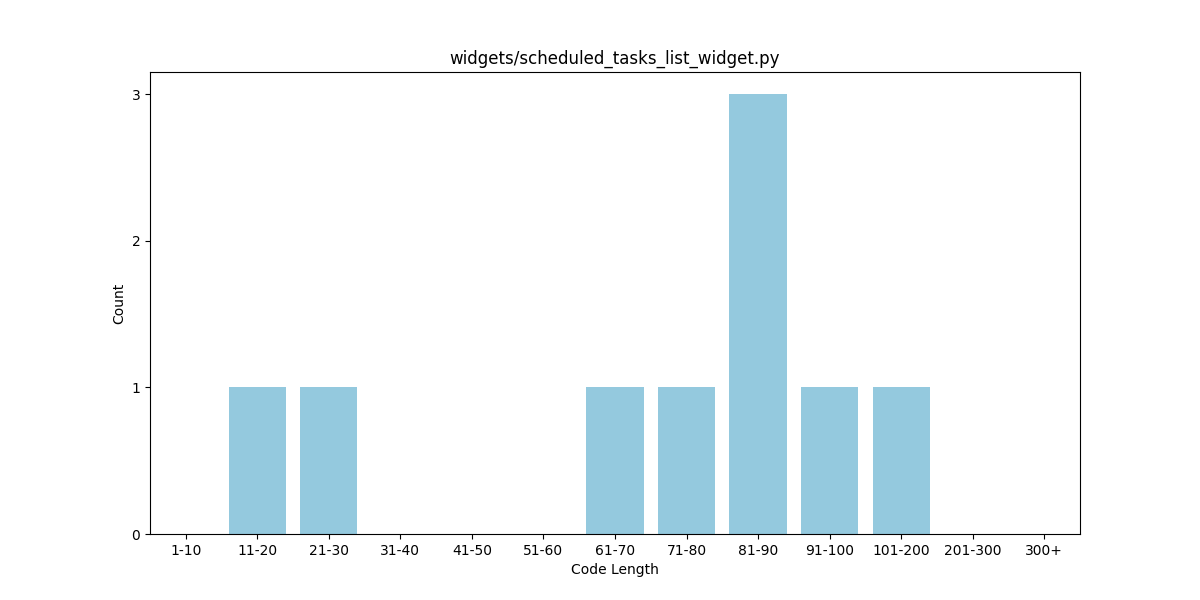 widgets/scheduled_tasks_list_widget.py
3
2
1
0
Count
1-10 11-20 21-30 31-40 41-50 51-60 61-70 71-80 81-90 91-100 101-200 201-300 300+
Code Length